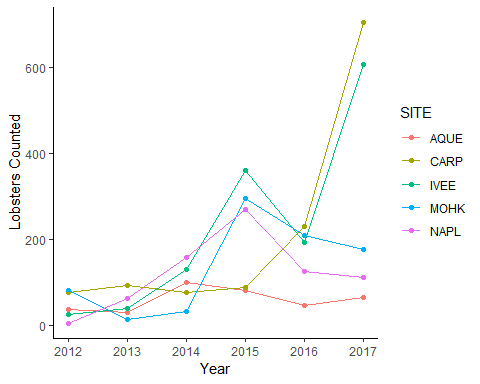 Lobsters Counted
600
400
200
0
2012 2013 2014 2015 2016 2017
Year
SITE
AQUE
CARP
IVEE
MOHK
NAPL